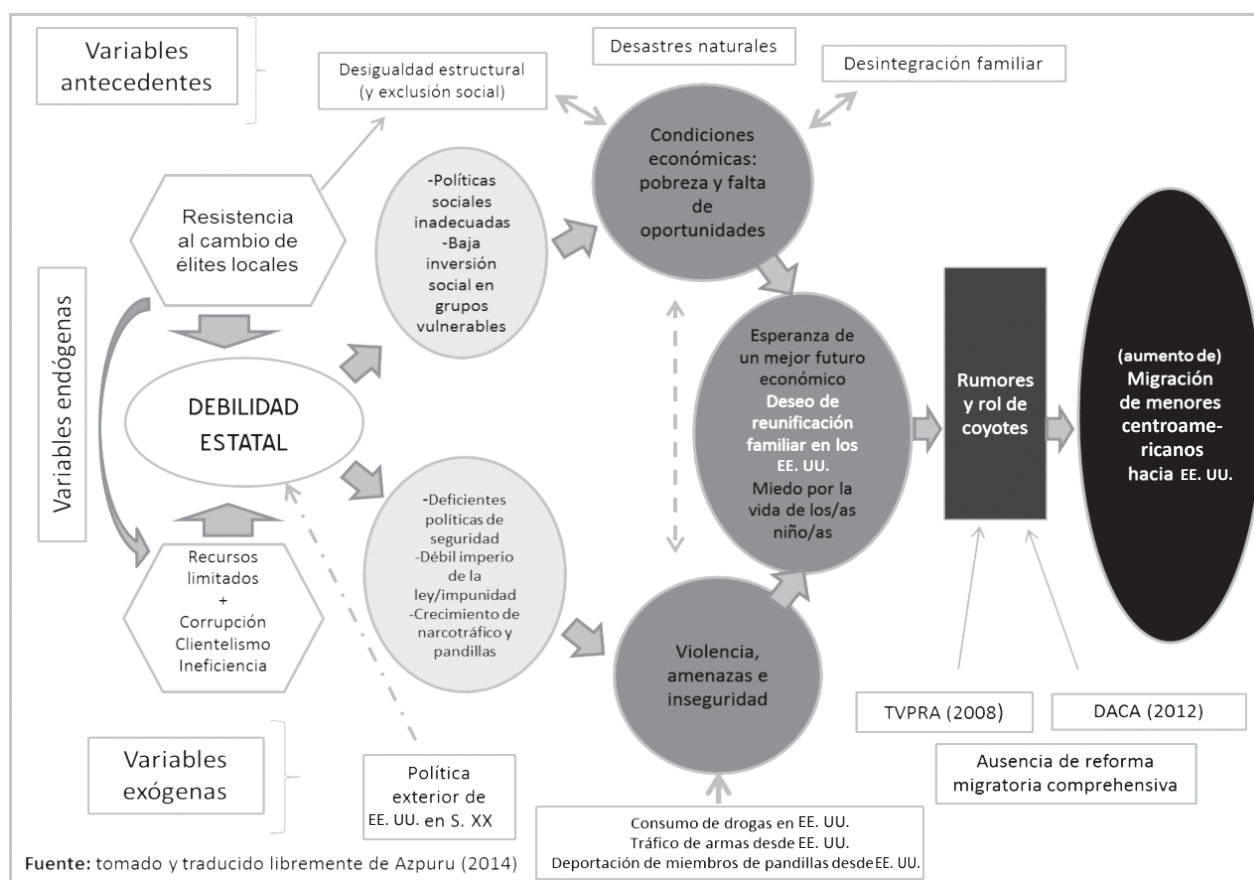 Variables
antecedentes
Desigualdad estructural
(y exclusión social)
Desastres naturales
Desintegración familiar
Condiciones
económicas:
pobreza y falta
de
oportunidades
-Políticas
sociales
inadecuadas
-Baja
inversión
social en
grupos
vulnerables
Resistencia
al cambio de
élites locales
Variables endógenas
DEBILIDAD
ESTATAL
Recursos
limitados
+
Corrupción
Clientelismo
Ineficiencia
-Deficientes
políticas de
seguridad
-Débil imperio
de la
ley/impunidad
-Crecimiento de
narcotráfico y
pandillas
Esperanza de
un mejor futuro
económico
Deseo de
reunificación
familiar en los
EE. UU.
Miedo por la
vida de los/as
niño/as
Violencia,
amenazas e
inseguridad
Rumores
y rol de
coyotes
(aumento de)
Migración
de menores
centroame-
ricanos
hacia EE. UU.
TVPRA (2008)
DACA (2012)
Ausencia de reforma
migratoria comprehensiva
Variables
exógenas
Política
exterior de
EE. UU. en S. XX
Consumo de drogas en EE. UU.
Tráfico de armas desde EE. UU.
Deportación de miembros de pandillas desde EE. UU.
Fuente: tomado y traducido libremente de Azpuru (2014)